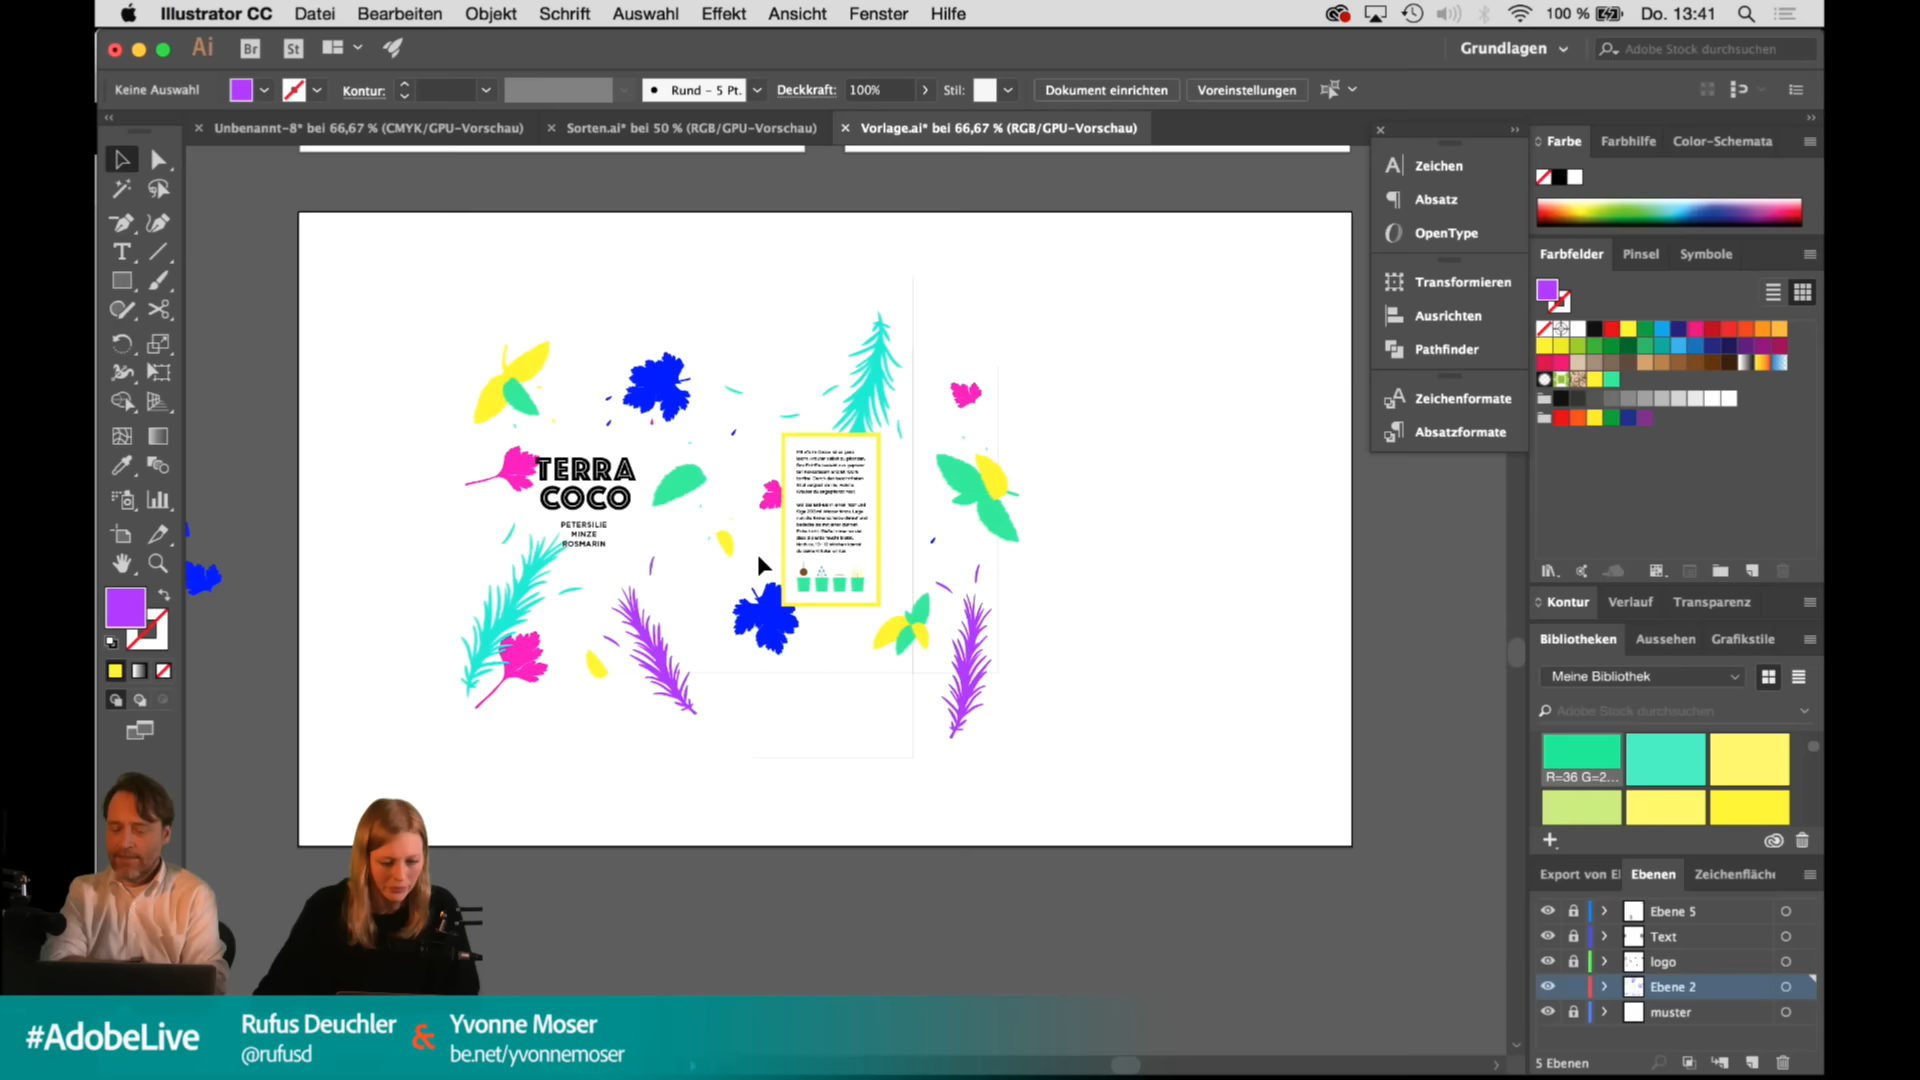 Illustrator CC Datei Bearbeiten Objekt Schrift Auswahl Effekt Ansicht Fenster Hilfe 100 % Do. 13:41
Ai Br St Grundlagen Adobe Stock durchsuchen
Keine Auswahl Kontur: Rund - 5 Pt. Deckkraft: 100% Stil: Dokument einrichten Voreinstellungen
Unbenannt-8* bei 66,67 % (CMYK/GPU-Vorschau) Sorten.ai* bei 50 % (RGB/GPU-Vorschau) Vorlage.ai* bei 66,67 % (RGB/GPU-Vorschau)
Zeichen
Absatz
OpenType
Transformieren
Ausrichten
Pathfinder
Zeichenformate
Absatzformate
Farbe Farbhilfe Color-Schemata
Farbfelder Pinsel Symbole
Kontur Verlauf Transparenz
Bibliotheken Aussehen Grafikstile
Meine Bibliothek
Adobe Stock durchsuchen
R=36 G=2...
Export von El Ebenen Zeichenfläche
Ebene 5
Text
logo
Ebene 2
muster
5 Ebenen
TERRA
COCO
PETERSILIE
MINZE
ROSMARIN
#AdobeLive
Rufus Deuchler
@rufusd
&
Yvonne Moser
be.net/yvonnemoser